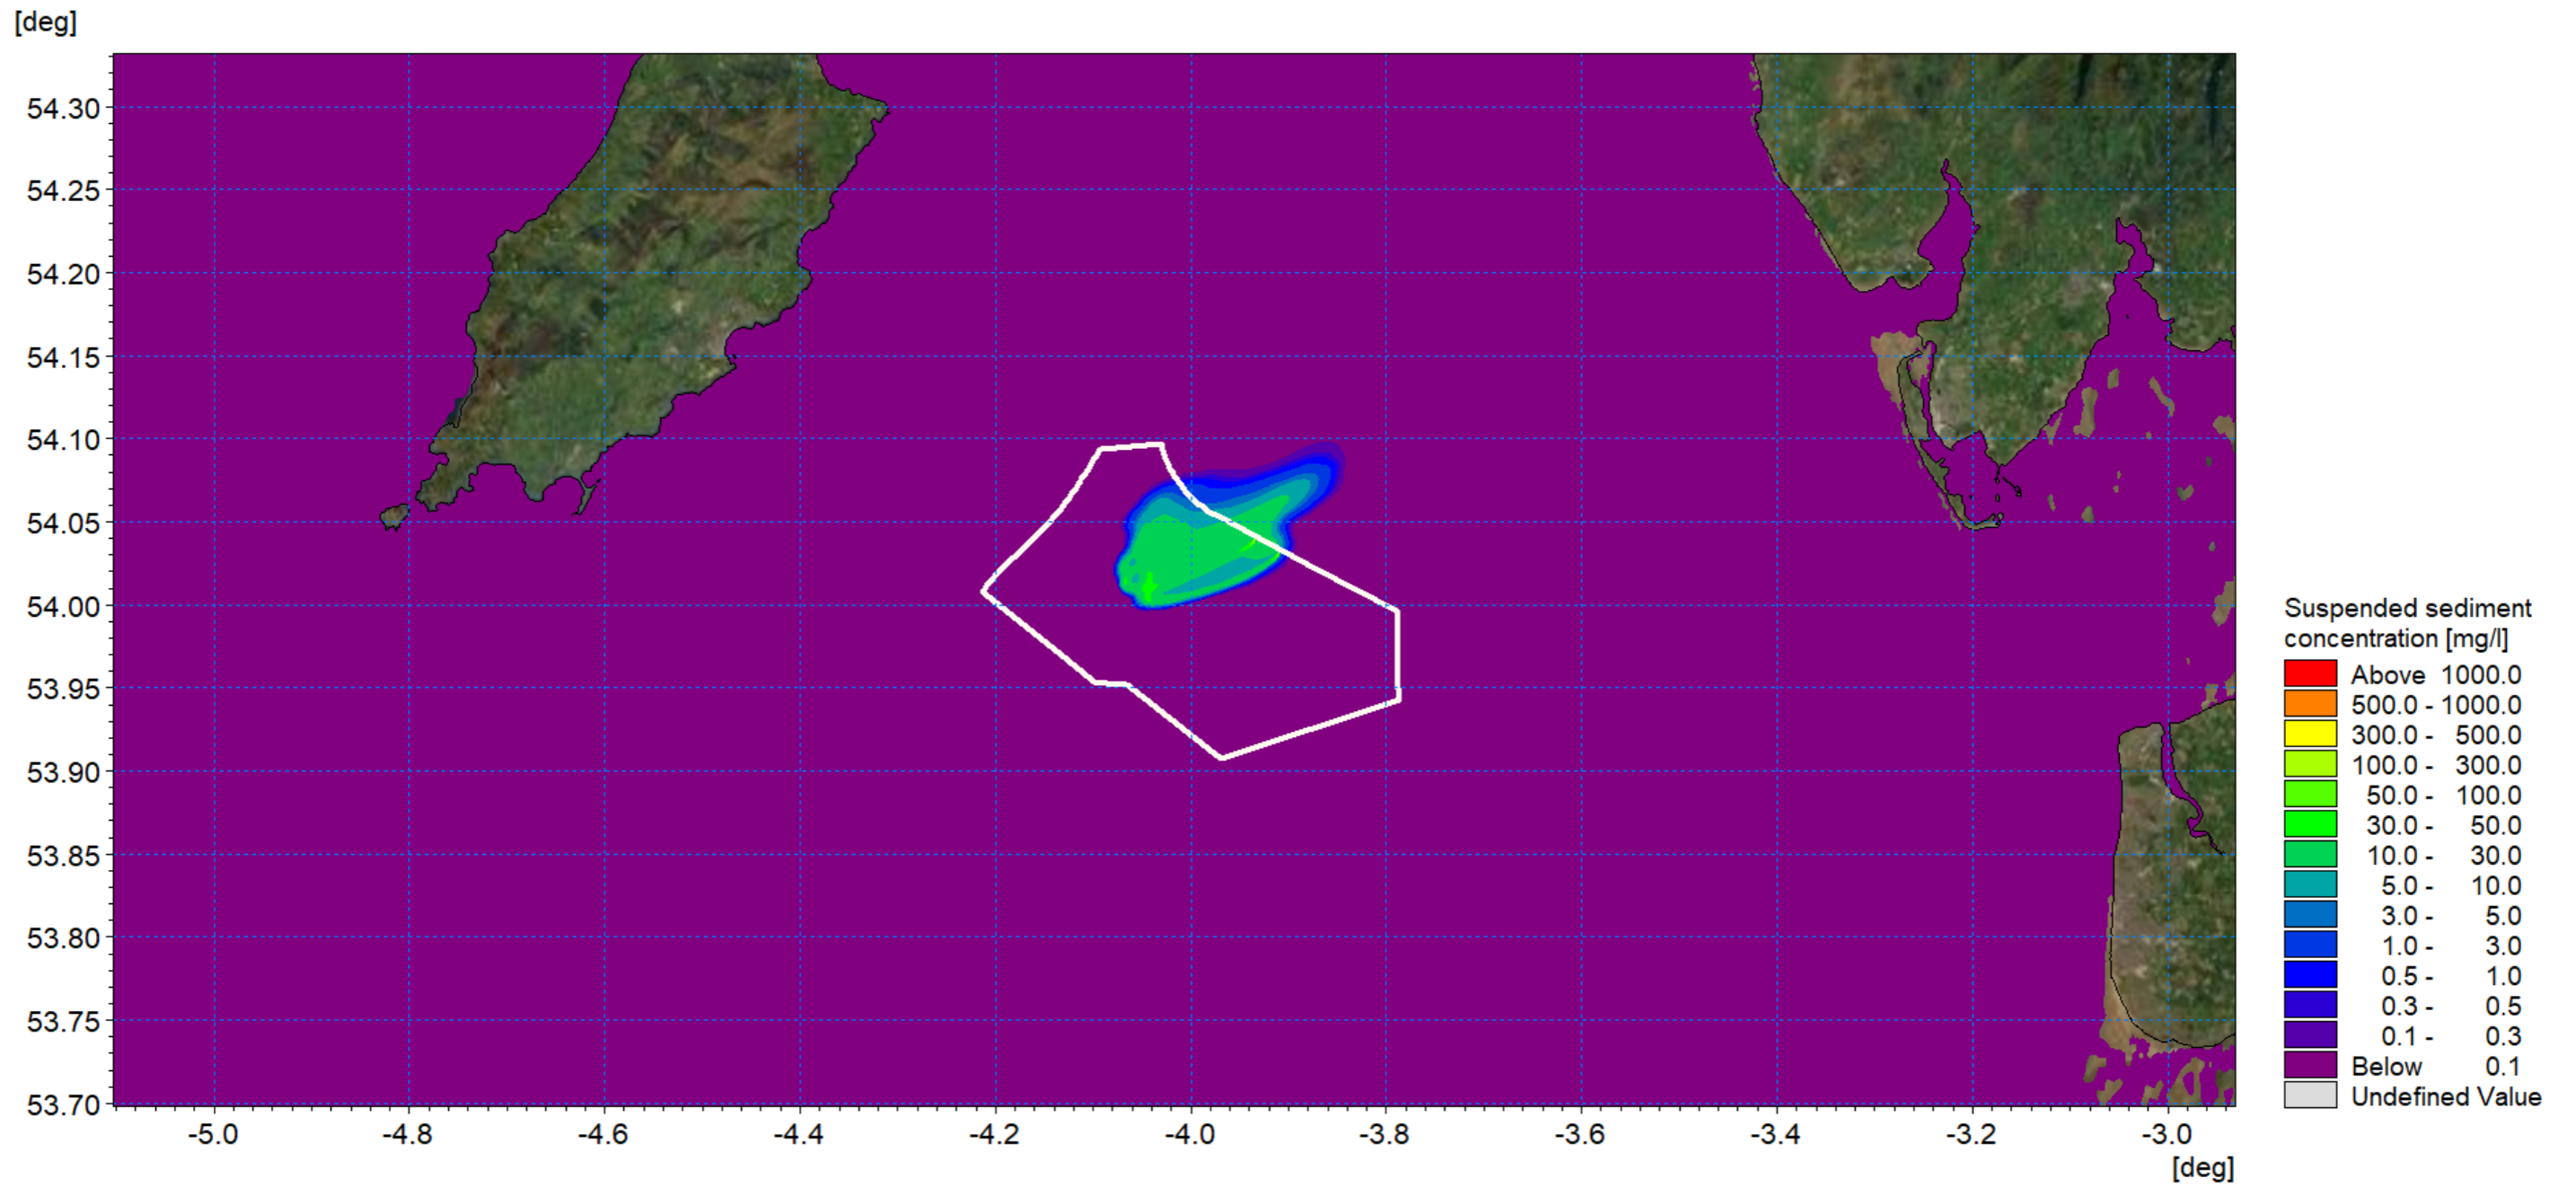 [deg]
54.30
54.25
54.20
54.15
54.10
54.05
54.00
53.95
53.90
53.85
53.80
53.75
53.70
-5.0 -4.8 -4.6 -4.4 -4.2 -4.0 -3.8 -3.6 -3.4 -3.2 -3.0
[deg]
Suspended sediment
concentration [mg/l]
Above 1000.0
500.0 - 1000.0
300.0 - 500.0
100.0 - 300.0
50.0 - 100.0
30.0 - 50.0
10.0 - 30.0
5.0 - 10.0
3.0 - 5.0
1.0 - 3.0
0.5 - 1.0
0.3 - 0.5
0.1 - 0.3
Below 0.1
Undefined Value